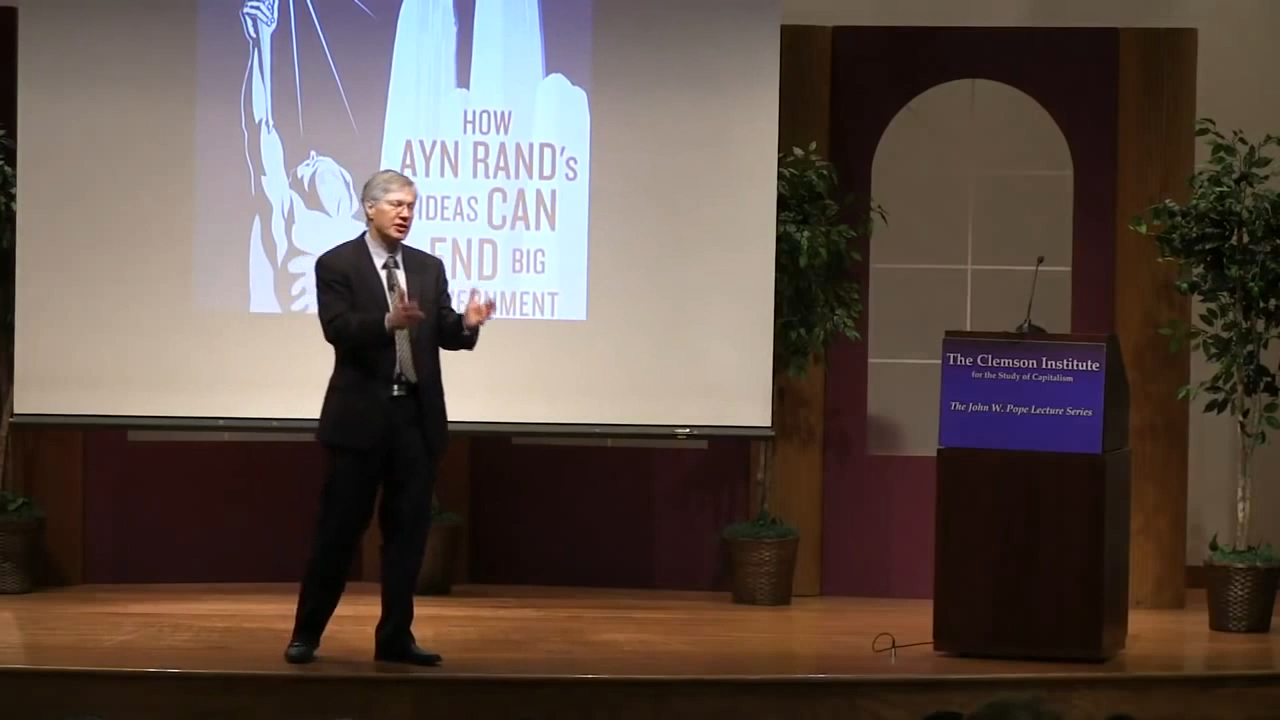 HOW
AYN RAND's
IDEAS CAN
END BIG
The Clemson Institute
for the Study of Capitalism
The John W. Pope Lecture Series